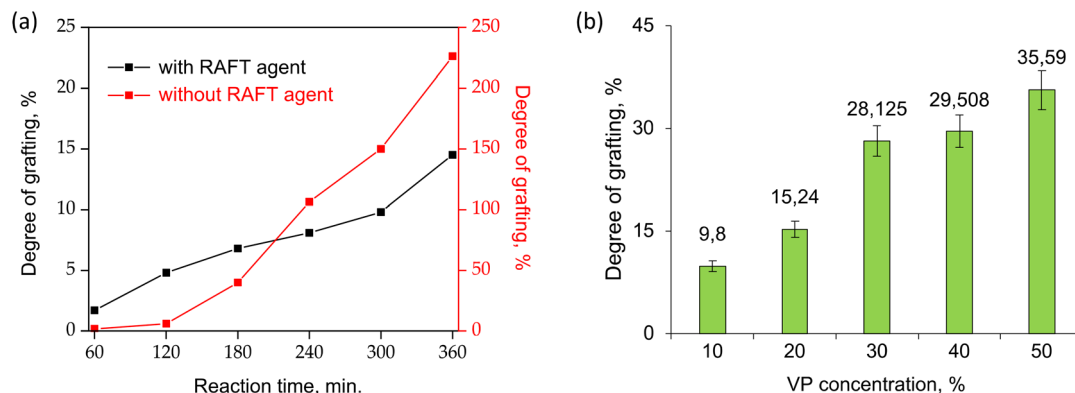 (a)
25
20
15
10
5
0
Degree of grafting, %
with RAFT agent
without RAFT agent
250
200
150
100
50
0
Degree of grafting, %
60 120 180 240 300 360
Reaction time, min.
(b)
45
30
15
0
Degree of grafting, %
9,8
15,24
28,125
29,508
35,59
10 20 30 40 50
VP concentration, %